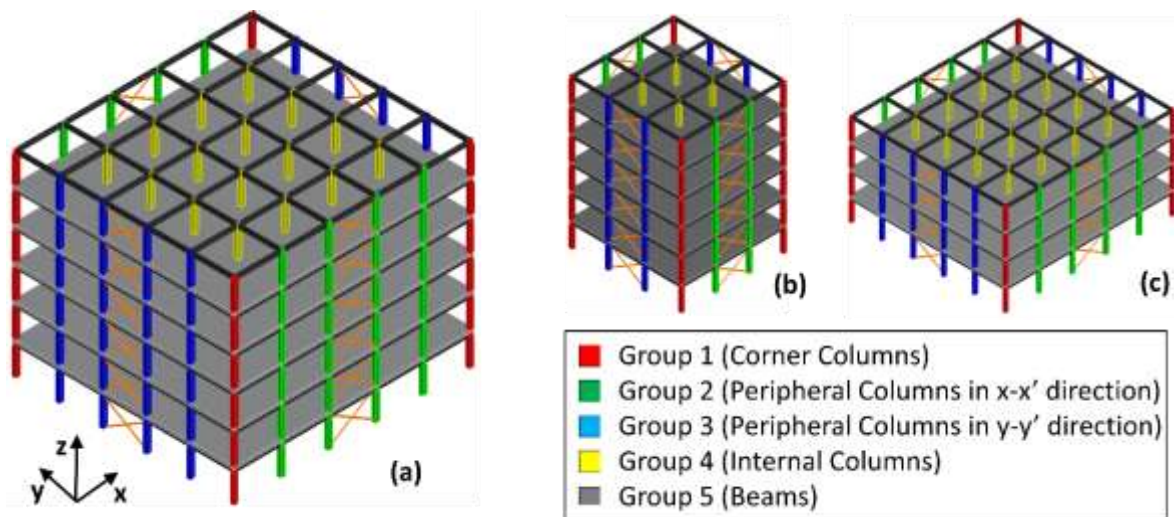 z
y
x
(a)
(b)
(c)
Group 1 (Corner Columns)
Group 2 (Peripheral Columns in x-x' direction)
Group 3 (Peripheral Columns in y-y' direction)
Group 4 (Internal Columns)
Group 5 (Beams)